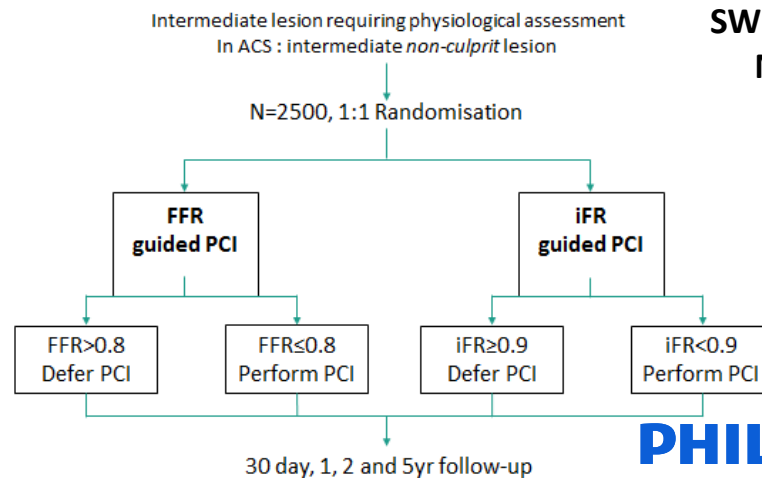 Intermediate lesion requiring physiological assessment
In ACS : intermediate non-culprit lesion
SW
N=2500, 1:1 Randomisation
FFR
guided PCI
iFR
guided PCI
FFR>0.8
Defer PCI
FFR≤0.8
Perform PCI
iFR≥0.9
Defer PCI
iFR<0.9
Perform PCI
30 day, 1, 2 and 5yr follow-up
PHIL